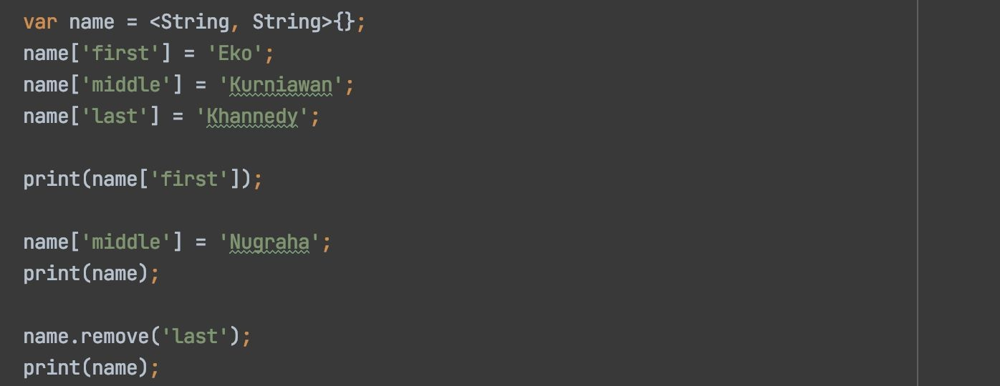 var name = <String, String>{};
name['first'] = 'Eko';
name['middle'] = 'Kurniawan';
name['last'] = 'Khannedy';
print(name['first']);
name['middle'] = 'Nugraha';
print(name);
name.remove('last');
print(name);